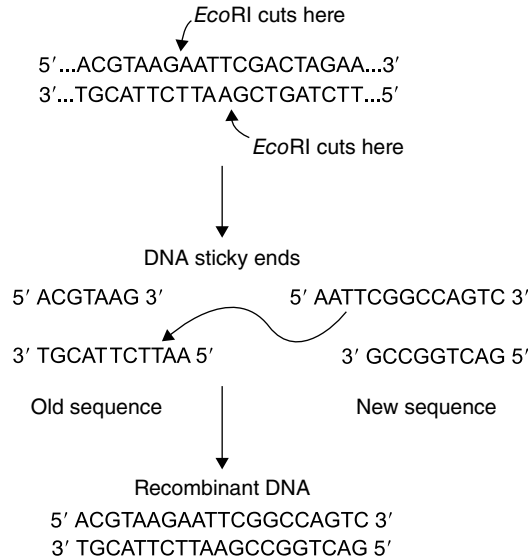 EcoRI cuts here
5′ ...ACGTAAGAATTCGACTAGAA...3′
3′...TGCATTCTTAAGCTGATCTT...5′
EcoRI cuts here
DNA sticky ends
5′ ACGTAAG 3′ 5′ AATTCGGCCAGTC 3′
3′ TGCATTCTTAA 5′ 3′ GCCGGTCAG 5′
Old sequence New sequence
Recombinant DNA
5′ ACGTAAGAATTCGGCCAGTC 3′
3′ TGCATTCTTAAGCCGGTCAG 5′